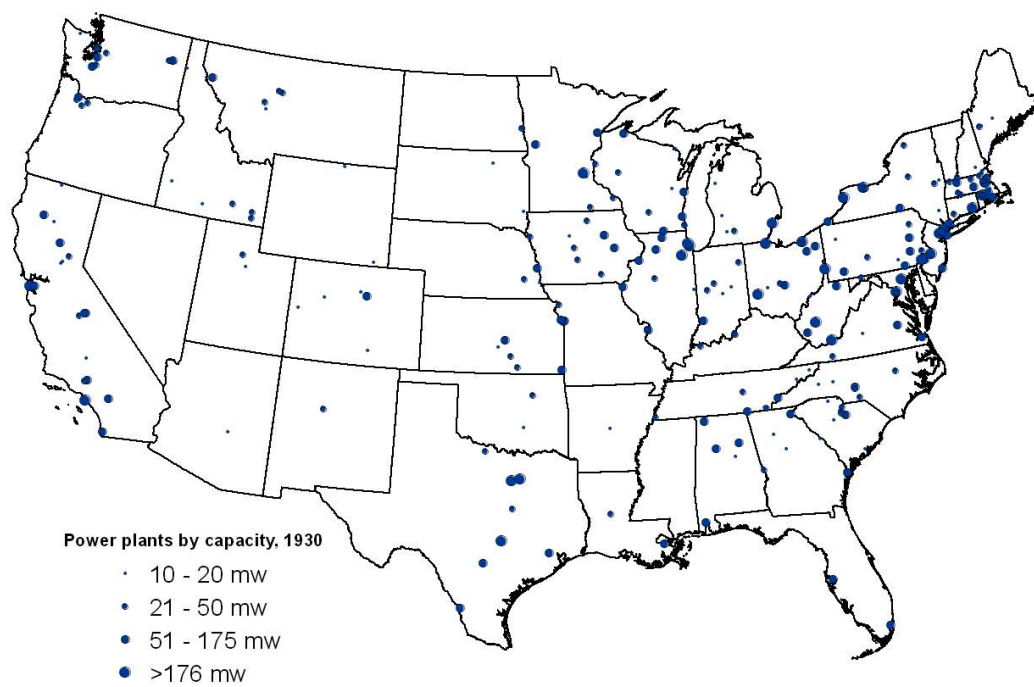 Power plants by capacity, 1930
10 - 20 mw
21 - 50 mw
51 - 175 mw
>176 mw